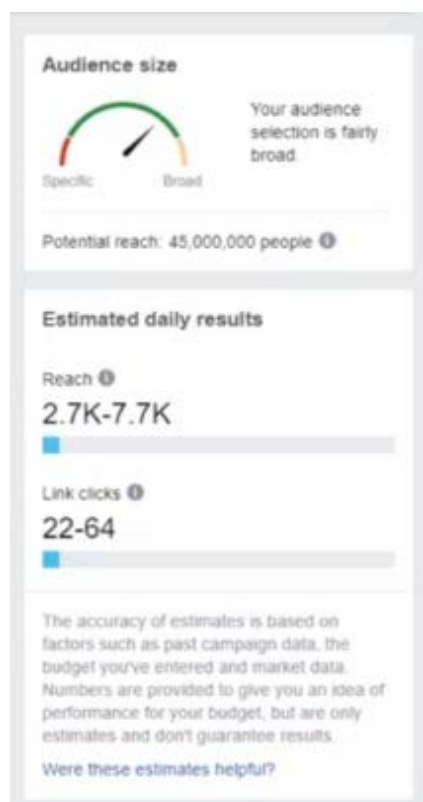 Audience size
Your audience
selection is fairly
broad.
Specific
Broad
Potential reach: 45,000,000 people
Estimated daily results
Reach
2.7K-7.7K
Link clicks
22-64
The accuracy of estimates is based on
factors such as past campaign data, the
budget you've entered and market data.
Numbers are provided to give you an idea of
performance for your budget, but are only
estimates and don't guarantee results.
Were these estimates helpful?